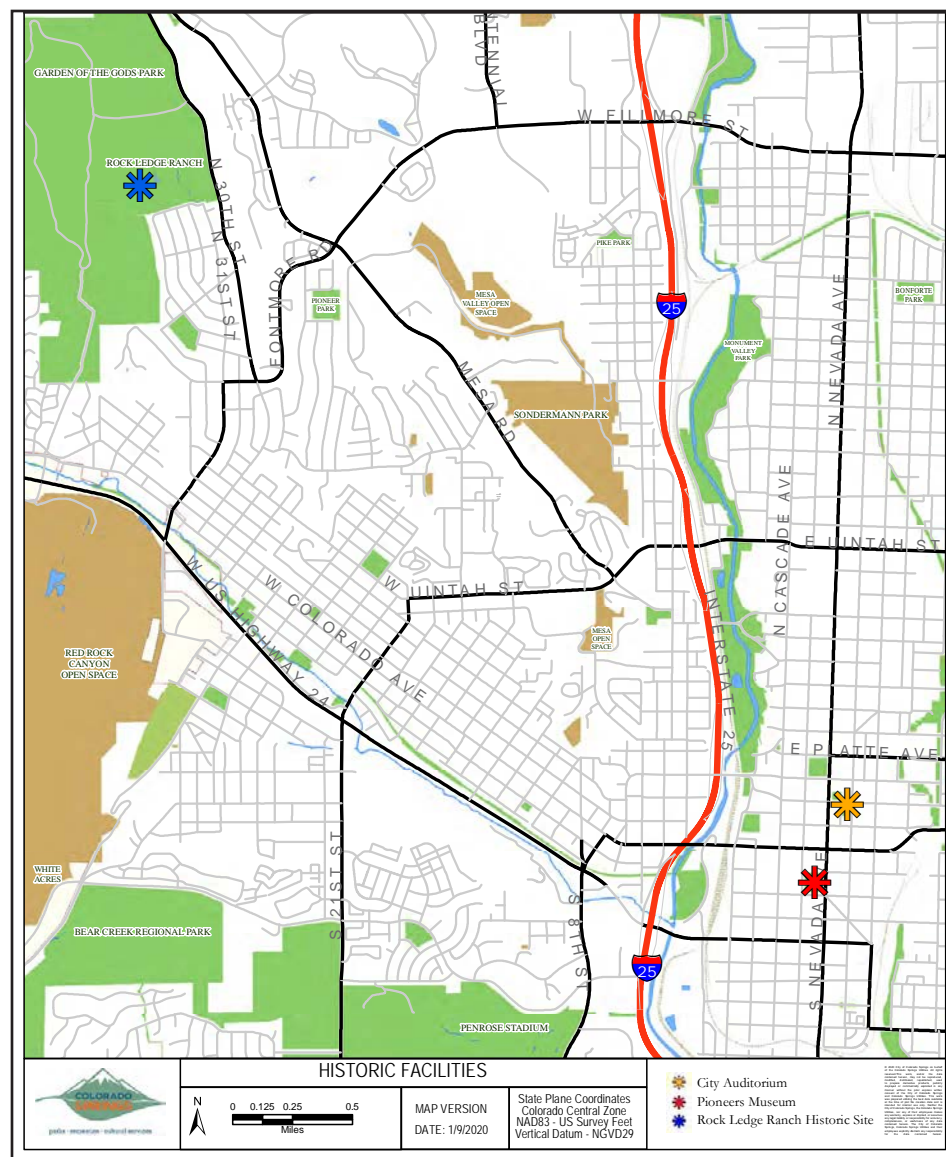 GARDEN OF THE GODS PARK
NTENNIAL
BLVD
W FILLMORE ST
ROCK LEDGE RANCH
N 30TH ST
N 31ST ST
FONTMORE RD
PIKE PARK
PIONEER
PARK
MESA
VALLEY OPEN
SPACE
25
BONFORTE
PARK
MONUMENT
VALLEY
PARK
N NEVADA AVE
MESA RD
SONDERMANN PARK
N CASCADE AVE
E UINTAH ST
W UINTAH ST
W COLORADO AVE
W US HIGHWAY 24
INTERSTATE 25
MESA
OPEN
SPACE
RED ROCK
CANYON
OPEN SPACE
E PLATTE AVE
WHITE
ACRES
S 21ST ST
S 8TH ST
S NEVADA AVE
BEAR CREEK REGIONAL PARK
25
PENROSE STADIUM
COLORADO
parks - recreation - cultural services
HISTORIC FACILITIES
N
0 0.125 0.25 0.5
Miles
MAP VERSION
DATE: 1/9/2020
State Plane Coordinates
Colorado Central Zone
NAD83 - US Survey Feet
Vertical Datum - NGVD29
City Auditorium
Pioneers Museum
Rock Ledge Ranch Historic Site